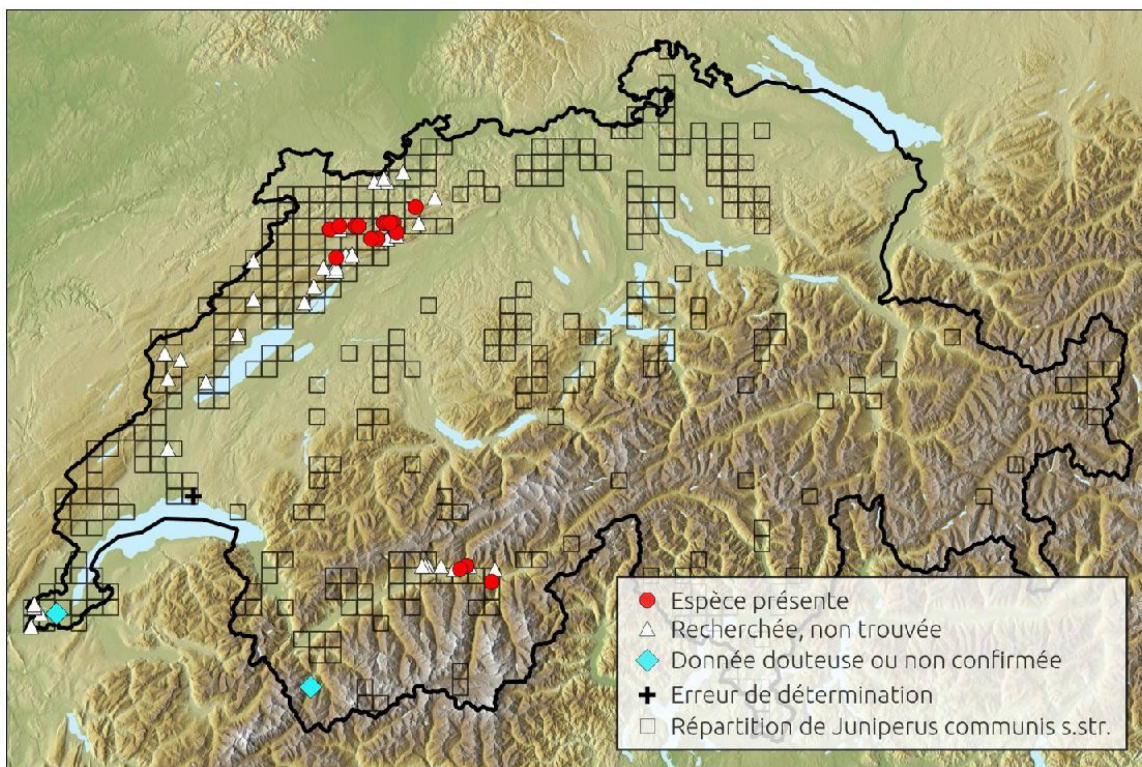 Espèce présente
Recherchée, non trouvée
Donnée douteuse ou non confirmée
Erreur de détermination
Répartition de Juniperus communis s.str.